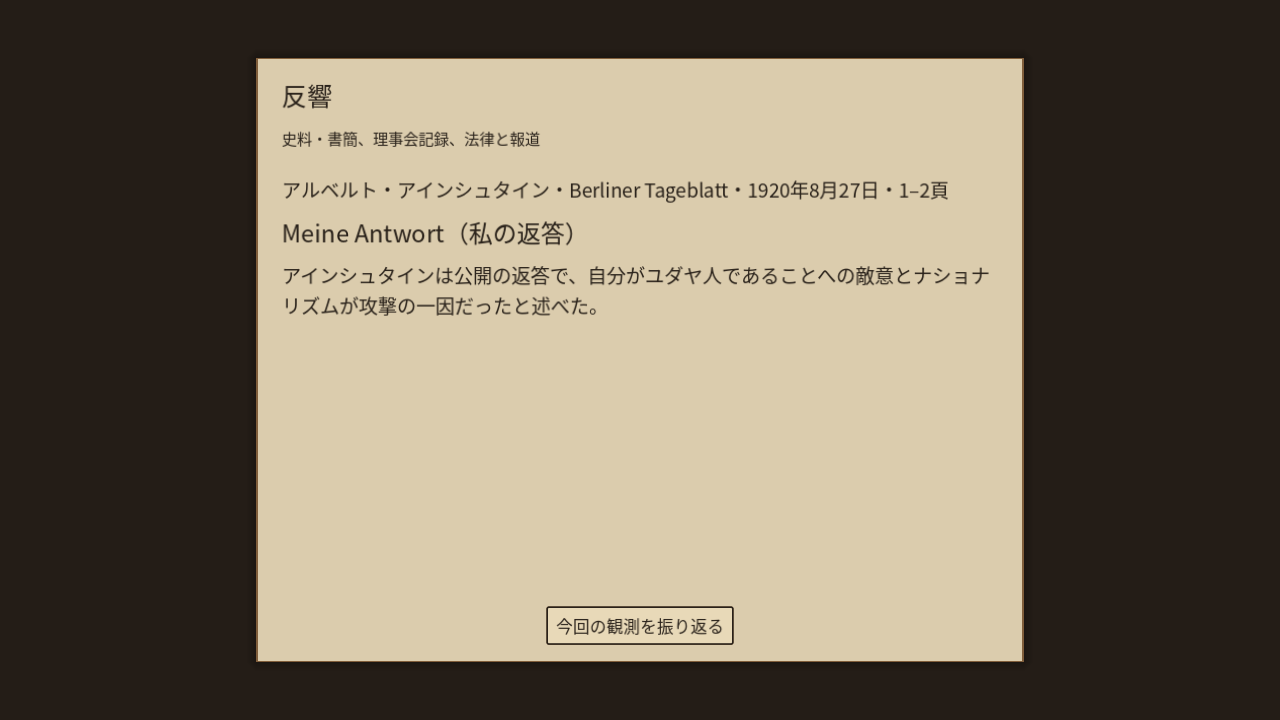 反響
史料・書簡、理事会記録、法律と報道
アルベルト・アインシュタイン・Berliner Tageblatt・1920年8月27日・1–2頁
Meine Antwort（私の返答）
アインシュタインは公開の返答で、自分がユダヤ人であることへの敵意とナショナ
リズムが攻撃の一因だったと述べた。
今回の観測を振り返る